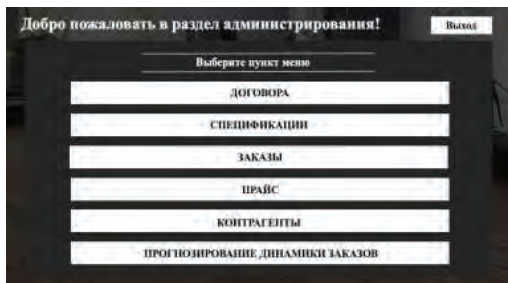 Добро пожаловать в раздел администрирования!
Выход
Выберите пункт меню
ДОГОВОРА
СПЕЦИФИКАЦИИ
ЗАКАЗЫ
ПРАЙС
КОНТРАГЕНТЫ
ПРОГНОЗИРОВАНИЕ ДИНАМИКИ ЗАКАЗОВ